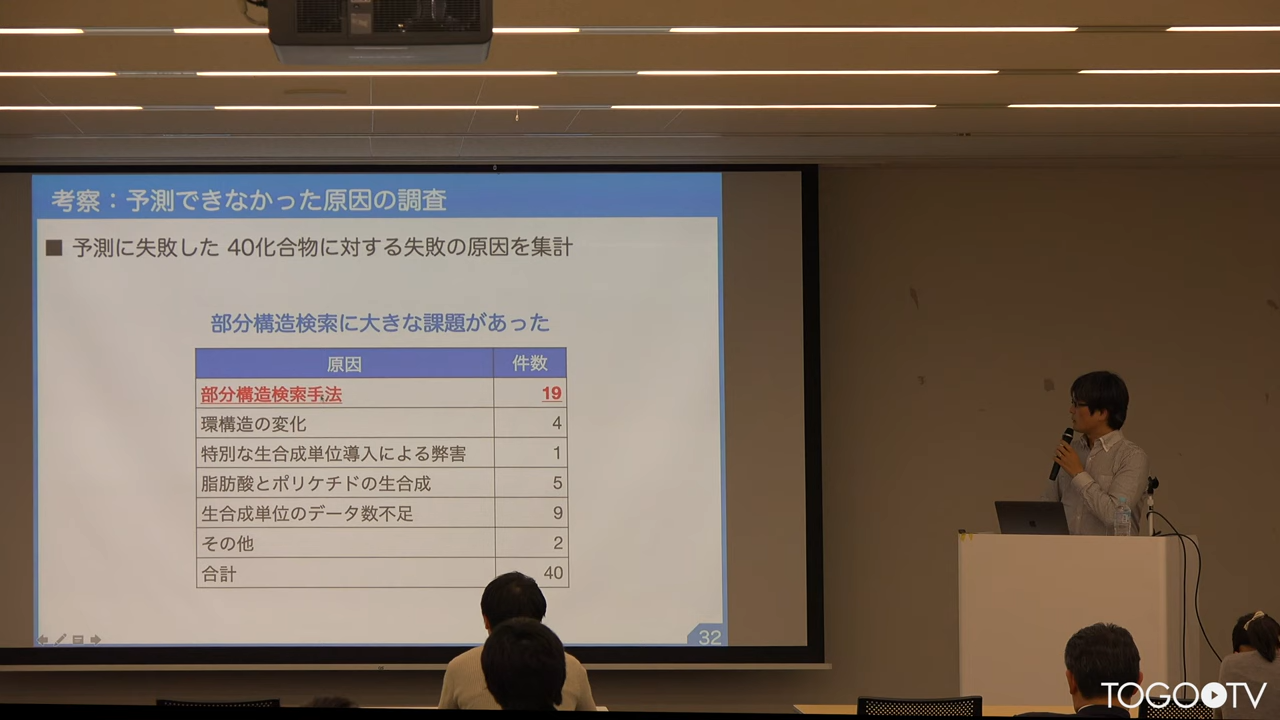 考察：予測できなかった原因の調査
■ 予測に失敗した 40化合物に対する失敗の原因を集計
部分構造検索に大きな課題があった
原因 件数
部分構造検索手法 19
環構造の変化 4
特別な生合成単位導入による弊害 1
脂肪酸とポリケチドの生合成 5
生合成単位のデータ数不足 9
その他 2
合計 40
32
TOGOTV